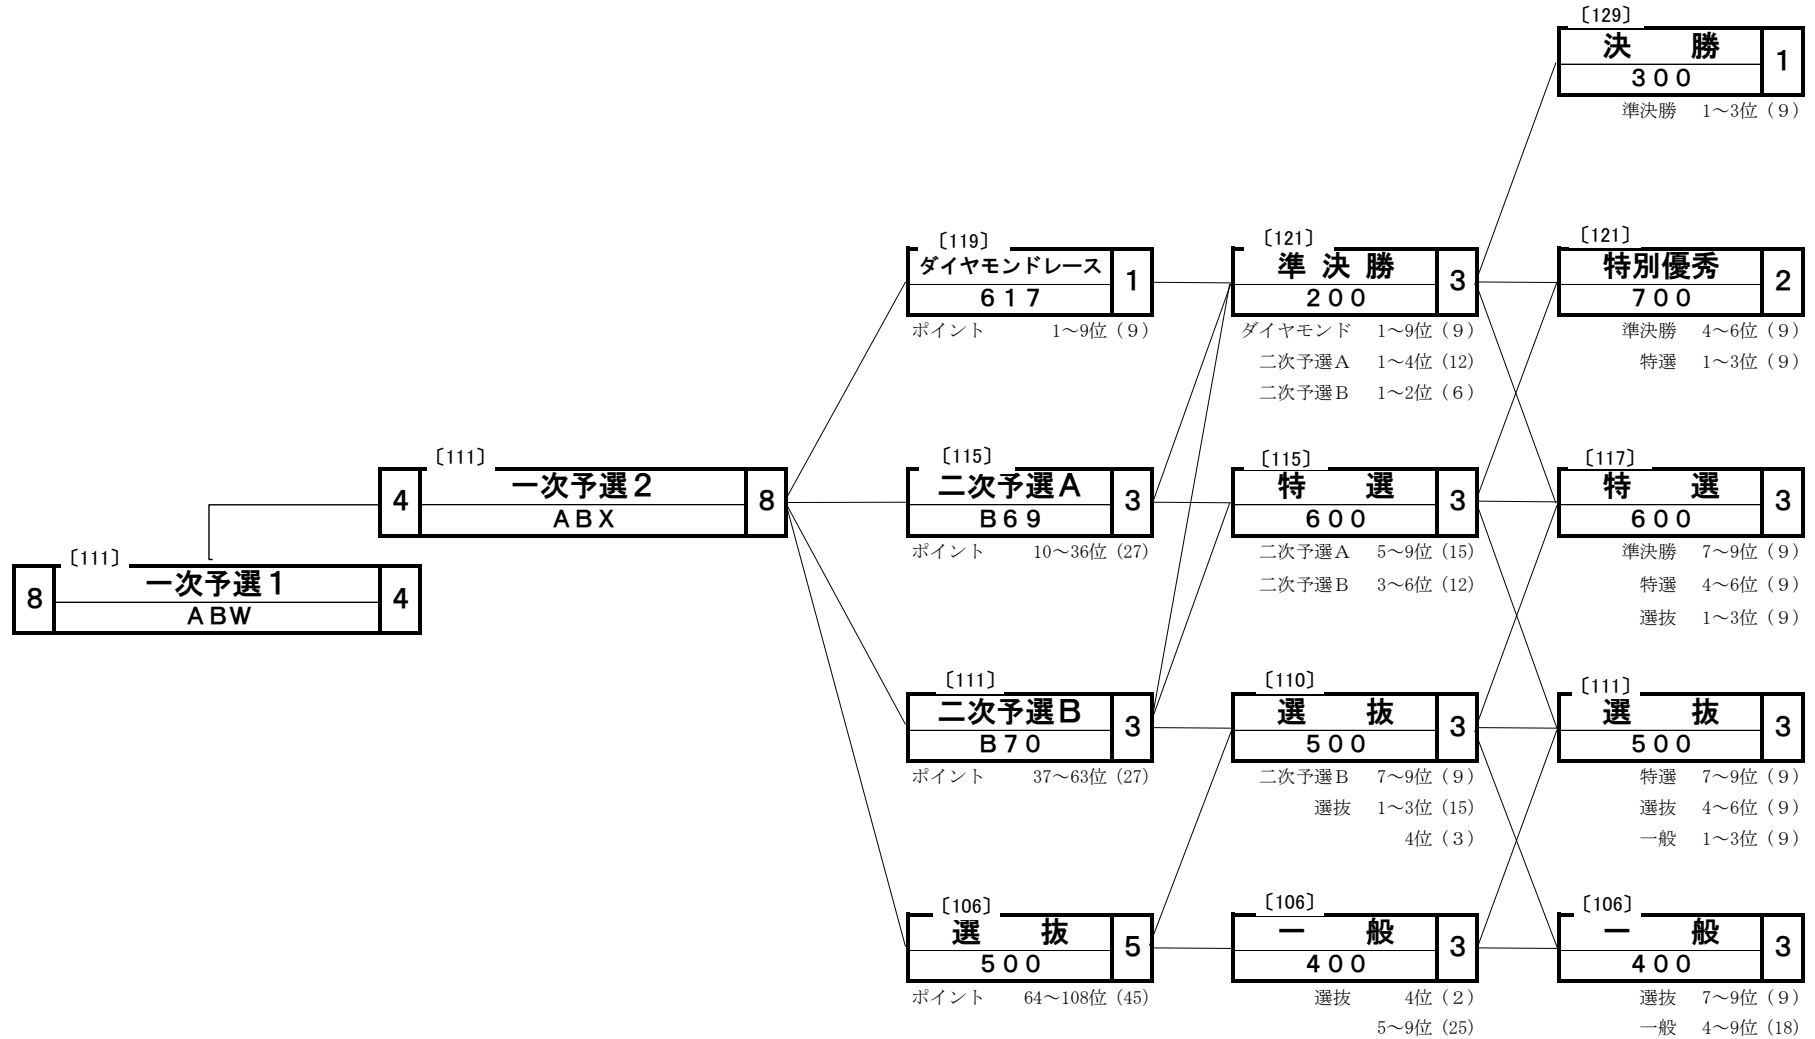 〔129〕
決　勝
1
３００
準決勝　1～3位（９）
〔119〕
ダイヤモンドレース
1
６１７
ポイント　1～9位（９）
〔121〕
準 決 勝
3
２００
ダイヤモンド　1～9位（９）
二次予選Ａ　1～4位（12）
二次予選Ｂ　1～2位（６）
〔121〕
特別優秀
2
７００
準決勝　4～6位（９）
特選　1～3位（９）
〔111〕
4
一次予選２
8
ＡＢＸ
〔115〕
二次予選Ａ
3
Ｂ６９
ポイント　10～36位（27）
〔115〕
特　選
3
６００
二次予選Ａ　5～9位（15）
二次予選Ｂ　3～6位（12）
〔117〕
特　選
3
６００
準決勝　7～9位（９）
特選　4～6位（９）
選抜　1～3位（９）
〔111〕
8
一次予選１
4
ＡＢＷ
〔111〕
二次予選Ｂ
3
Ｂ７０
ポイント　37～63位（27）
〔110〕
選　抜
3
５００
二次予選Ｂ　7～9位（９）
選抜　1～3位（15）
4位（３）
〔111〕
選　抜
3
５００
特選　7～9位（９）
選抜　4～6位（９）
一般　1～3位（９）
〔106〕
選　抜
5
５００
ポイント　64～108位（45）
〔106〕
一　般
3
４００
選抜　4位（２）
5～9位（25）
〔106〕
一　般
3
４００
選抜　7～9位（９）
一般　4～9位（18）